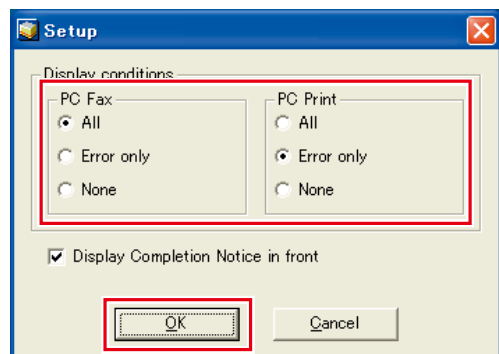 Setup
Display conditions
PC Fax
All
Error only
None
PC Print
All
Error only
None
Display Completion Notice in front
OK
Cancel